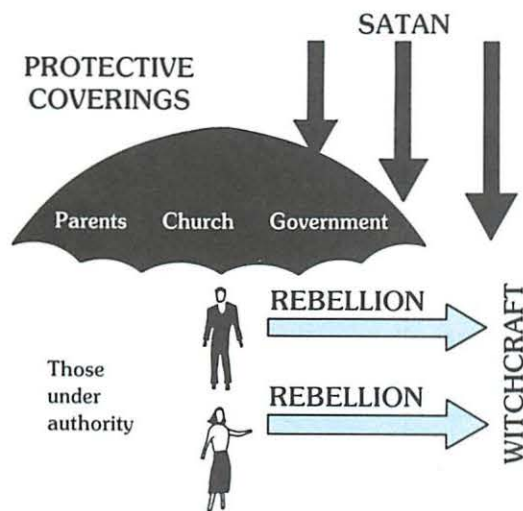 SATAN
PROTECTIVE
COVERINGS
Parents Church Government
REBELLION
REBELLION
Those
under
authority
WITCHCRAFT